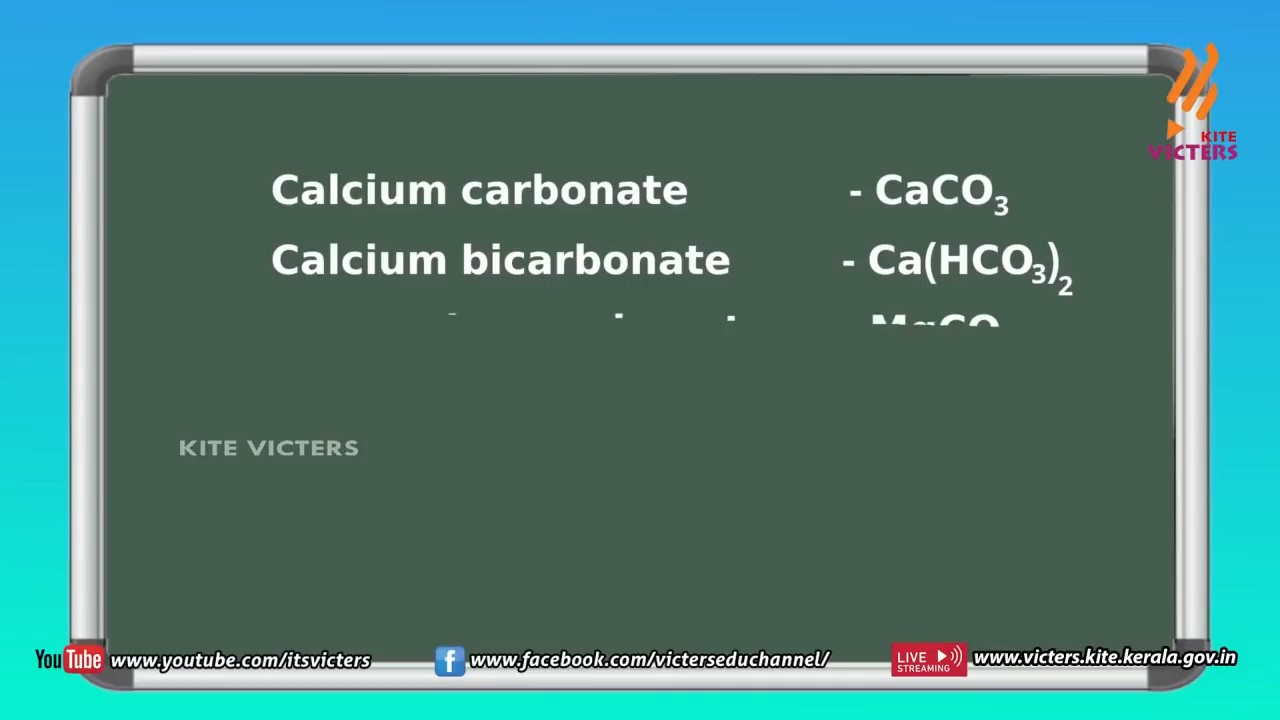 KITE
VICTERS
Calcium carbonate - CaCO₃
Calcium bicarbonate - Ca(HCO₃)₂
KITE VICTERS
YouTube www.youtube.com/itsvicters
f www.facebook.com/victerseduchannel/
LIVE STREAMING www.victers.kite.kerala.gov.in